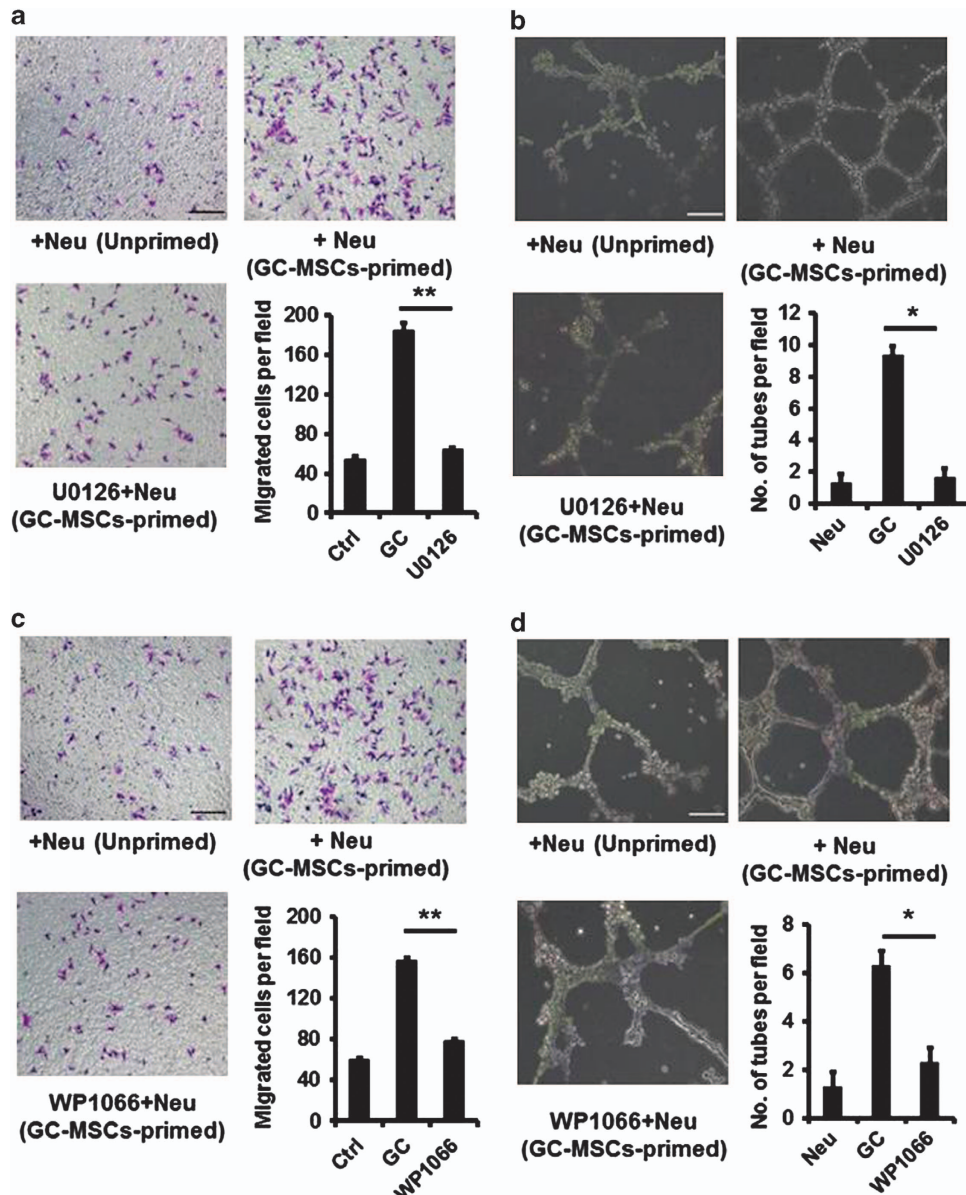 a
+Neu (Unprimed)
+ Neu
(GC-MSCs-primed)
U0126+Neu
(GC-MSCs-primed)
**
Migrated cells per field
200
160
120
80
40
0
Ctrl
GC
U0126
b
+Neu (Unprimed)
+ Neu
(GC-MSCs-primed)
U0126+Neu
(GC-MSCs-primed)
*
No. of tubes per field
12
10
8
6
4
2
0
Neu
GC
U0126
c
+Neu (Unprimed)
+ Neu
(GC-MSCs-primed)
WP1066+Neu
(GC-MSCs-primed)
**
Migrated cells per field
200
160
120
80
40
0
Ctrl
GC
WP1066
d
+Neu (Unprimed)
+ Neu
(GC-MSCs-primed)
WP1066+Neu
(GC-MSCs-primed)
*
No. of tubes per field
8
6
4
2
0
Neu
GC
WP1066